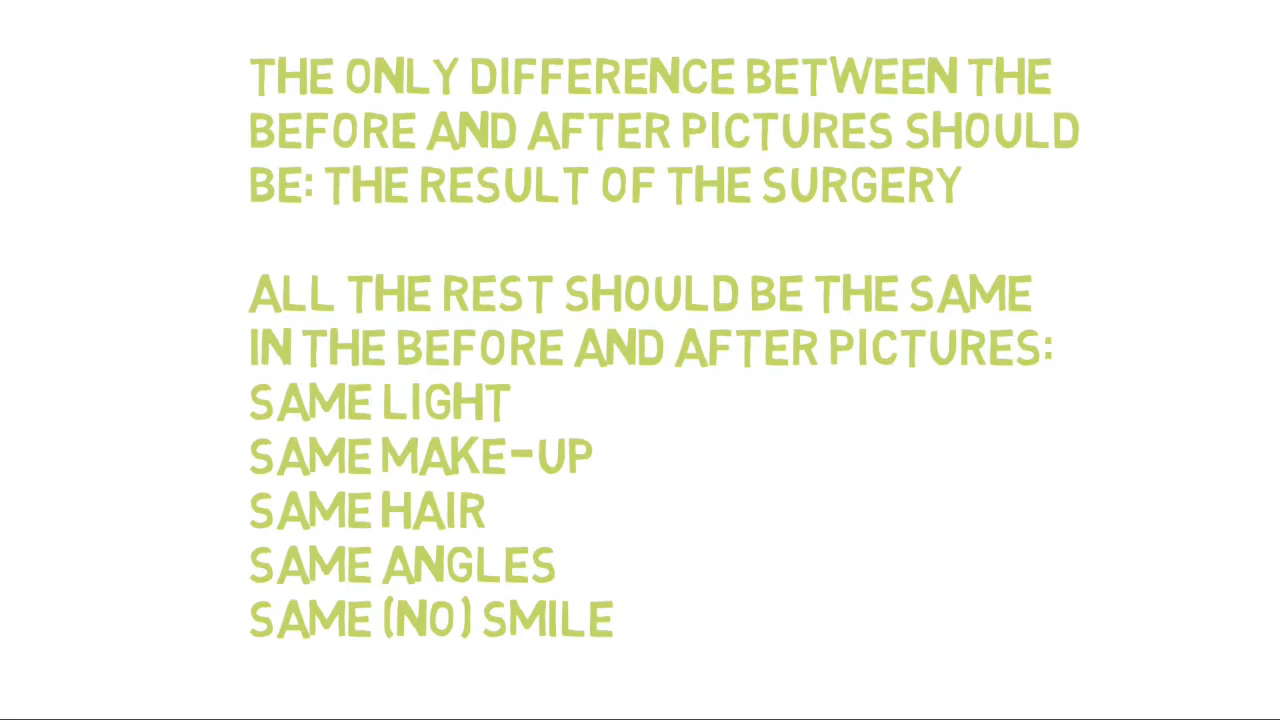 THE ONLY DIFFERENCE BETWEEN THE
BEFORE AND AFTER PICTURES SHOULD
BE: THE RESULT OF THE SURGERY
ALL THE REST SHOULD BE THE SAME
IN THE BEFORE AND AFTER PICTURES:
SAME LIGHT
SAME MAKE-UP
SAME HAIR
SAME ANGLES
SAME (NO) SMILE